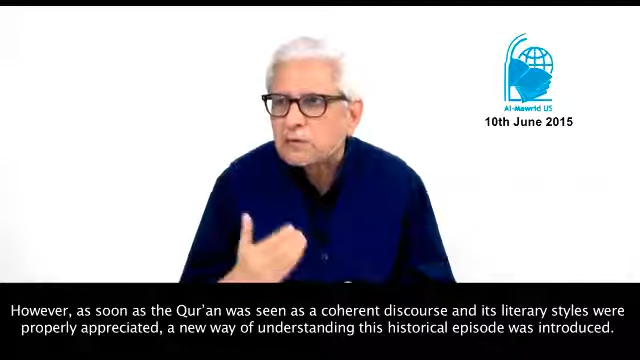 Al-Mawrid US
10th June 2015
However, as soon as the Qur'an was seen as a coherent discourse and its literary styles were
properly appreciated, a new way of understanding this historical episode was introduced.